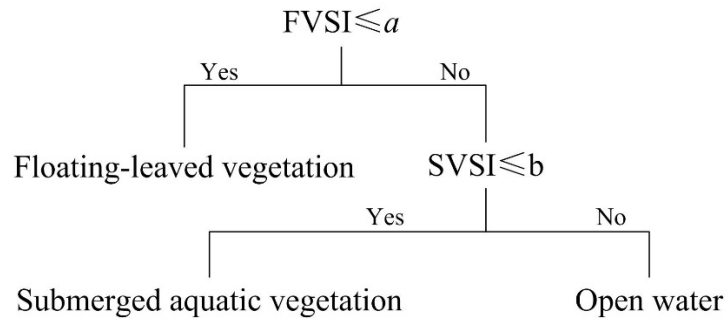 FVSI≤a
Yes
No
Floating-leaved vegetation
SVSI≤b
Yes
No
Submerged aquatic vegetation
Open water